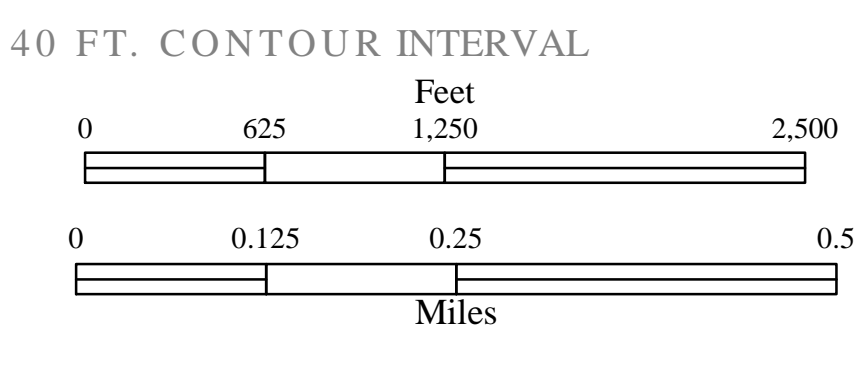 40 FT. CONTOUR INTERVAL
Feet
0 625 1,250 2,500
0 0.125 0.25 0.5
Miles